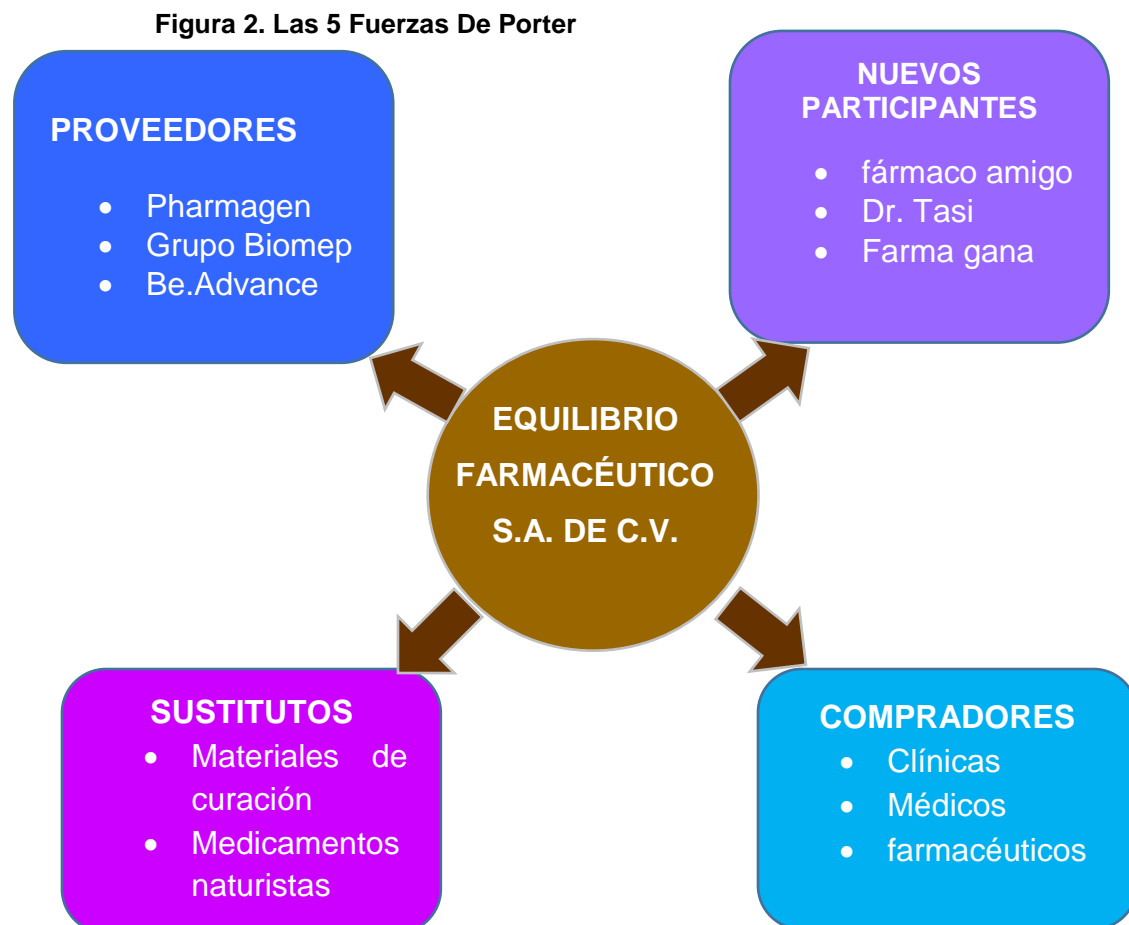 Figura 2. Las 5 Fuerzas De Porter
PROVEEDORES
• Pharmagen
• Grupo Biomep
• Be.Advance
NUEVOS
PARTICIPANTES
• fármaco amigo
• Dr. Tasi
• Farma gana
EQUILIBRIO
FARMACÉUTICO
S.A. DE C.V.
SUSTITUTOS
• Materiales de
curación
• Medicamentos
naturistas
COMPRADORES
• Clínicas
• Médicos
• farmacéuticos